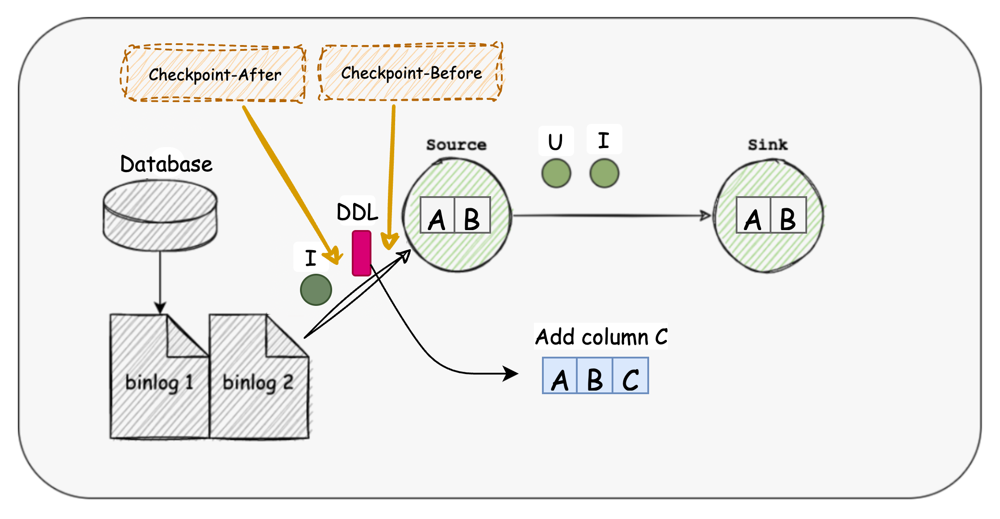 Checkpoint-After
Checkpoint-Before
Source
U
I
Sink
Database
DDL
A B
A B
I
Add column C
A B C
binlog 1
binlog 2